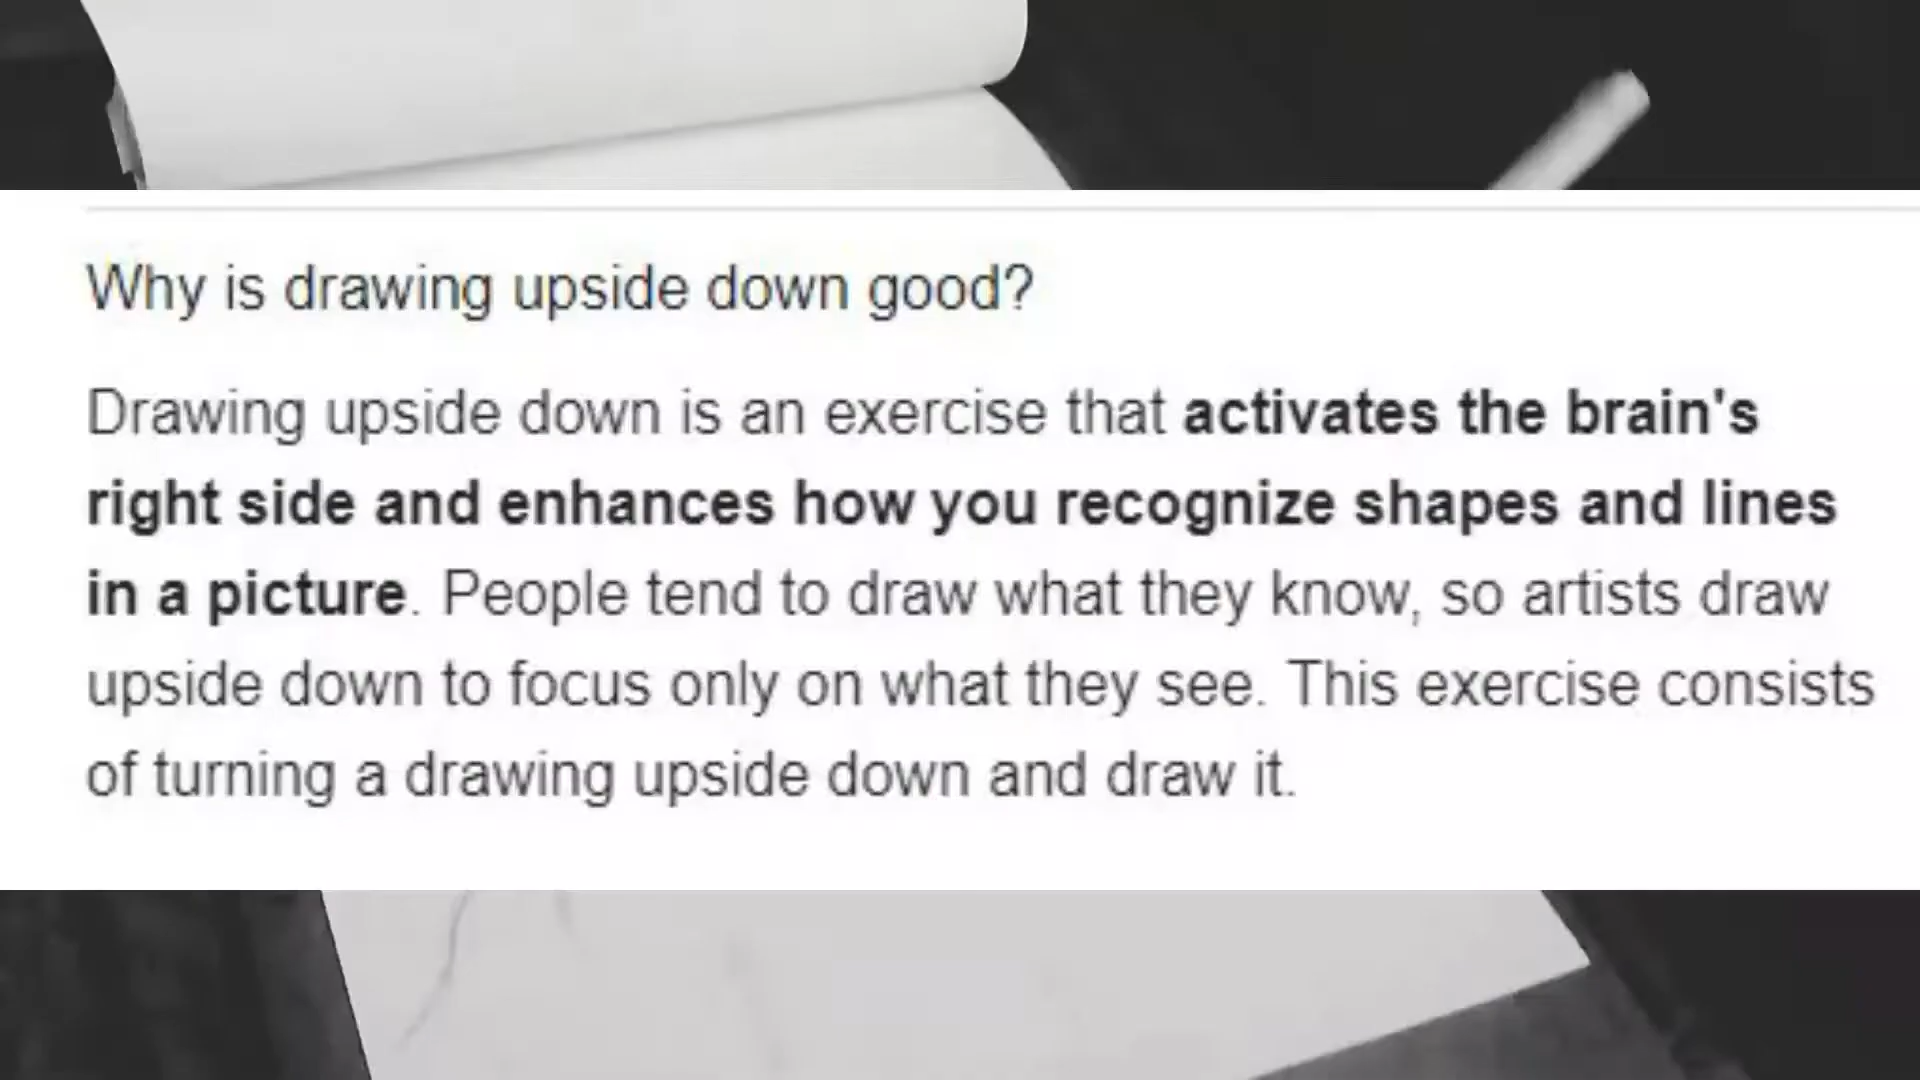 Why is drawing upside down good?
Drawing upside down is an exercise that activates the brain's
right side and enhances how you recognize shapes and lines
in a picture. People tend to draw what they know, so artists draw
upside down to focus only on what they see. This exercise consists
of turning a drawing upside down and draw it.